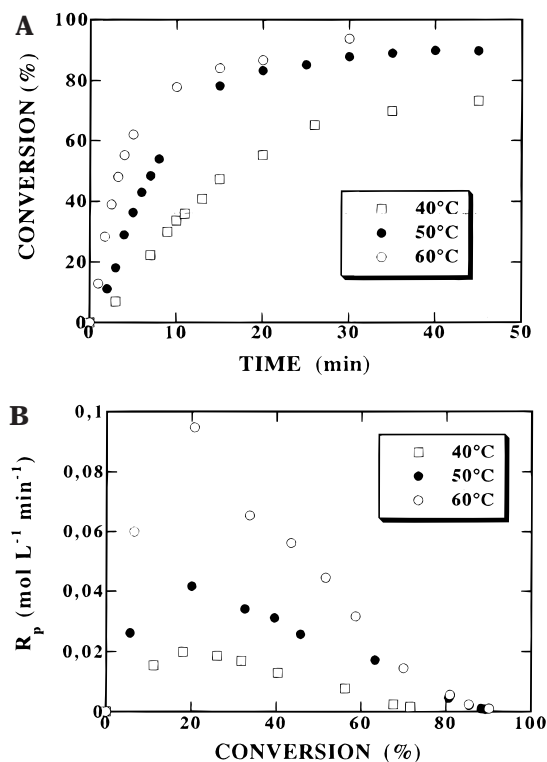 A
100
80
60
40
20
0
CONVERSION (%)
40°C
50°C
60°C
0 10 20 30 40 50
TIME (min)
B
0,1
0,08
0,06
0,04
0,02
0
R_p (mol L⁻¹ min⁻¹)
40°C
50°C
60°C
0 20 40 60 80 100
CONVERSION (%)